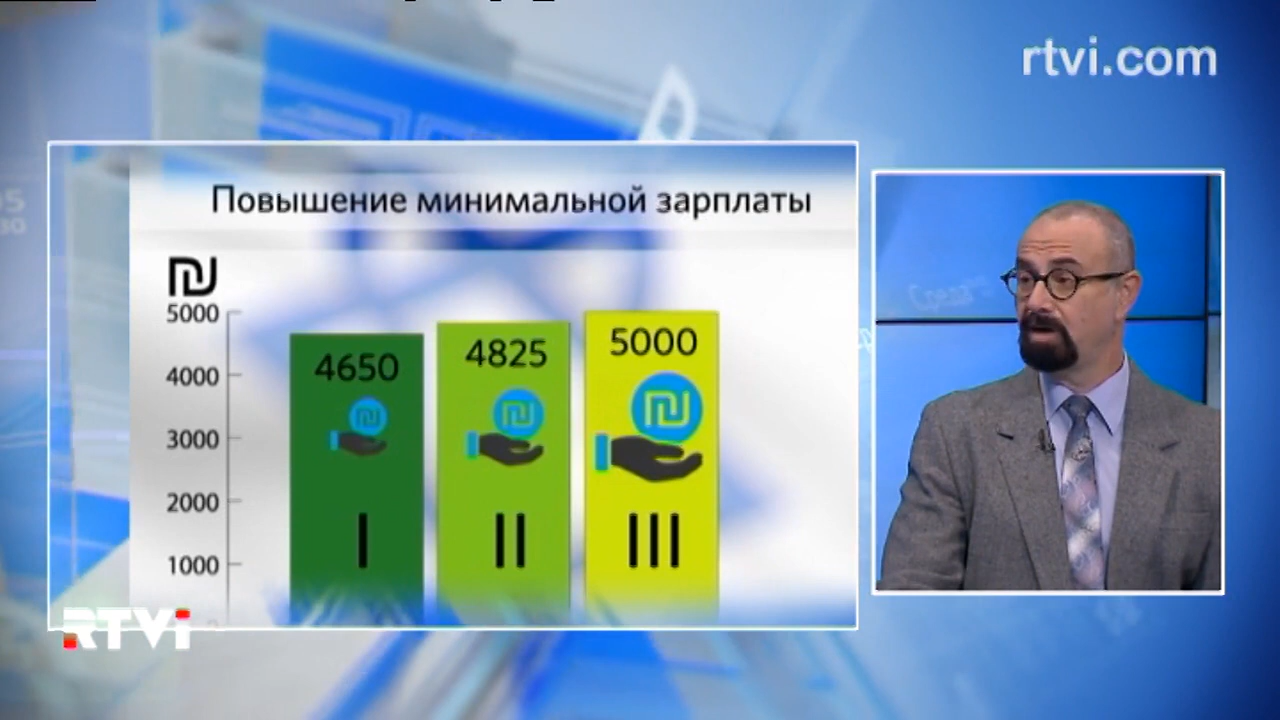 rtvi.com
Повышение минимальной зарплаты
₪
5000
4000
3000
2000
1000
4650
4825
5000
₪
₪
₪
I
II
III
RTVi